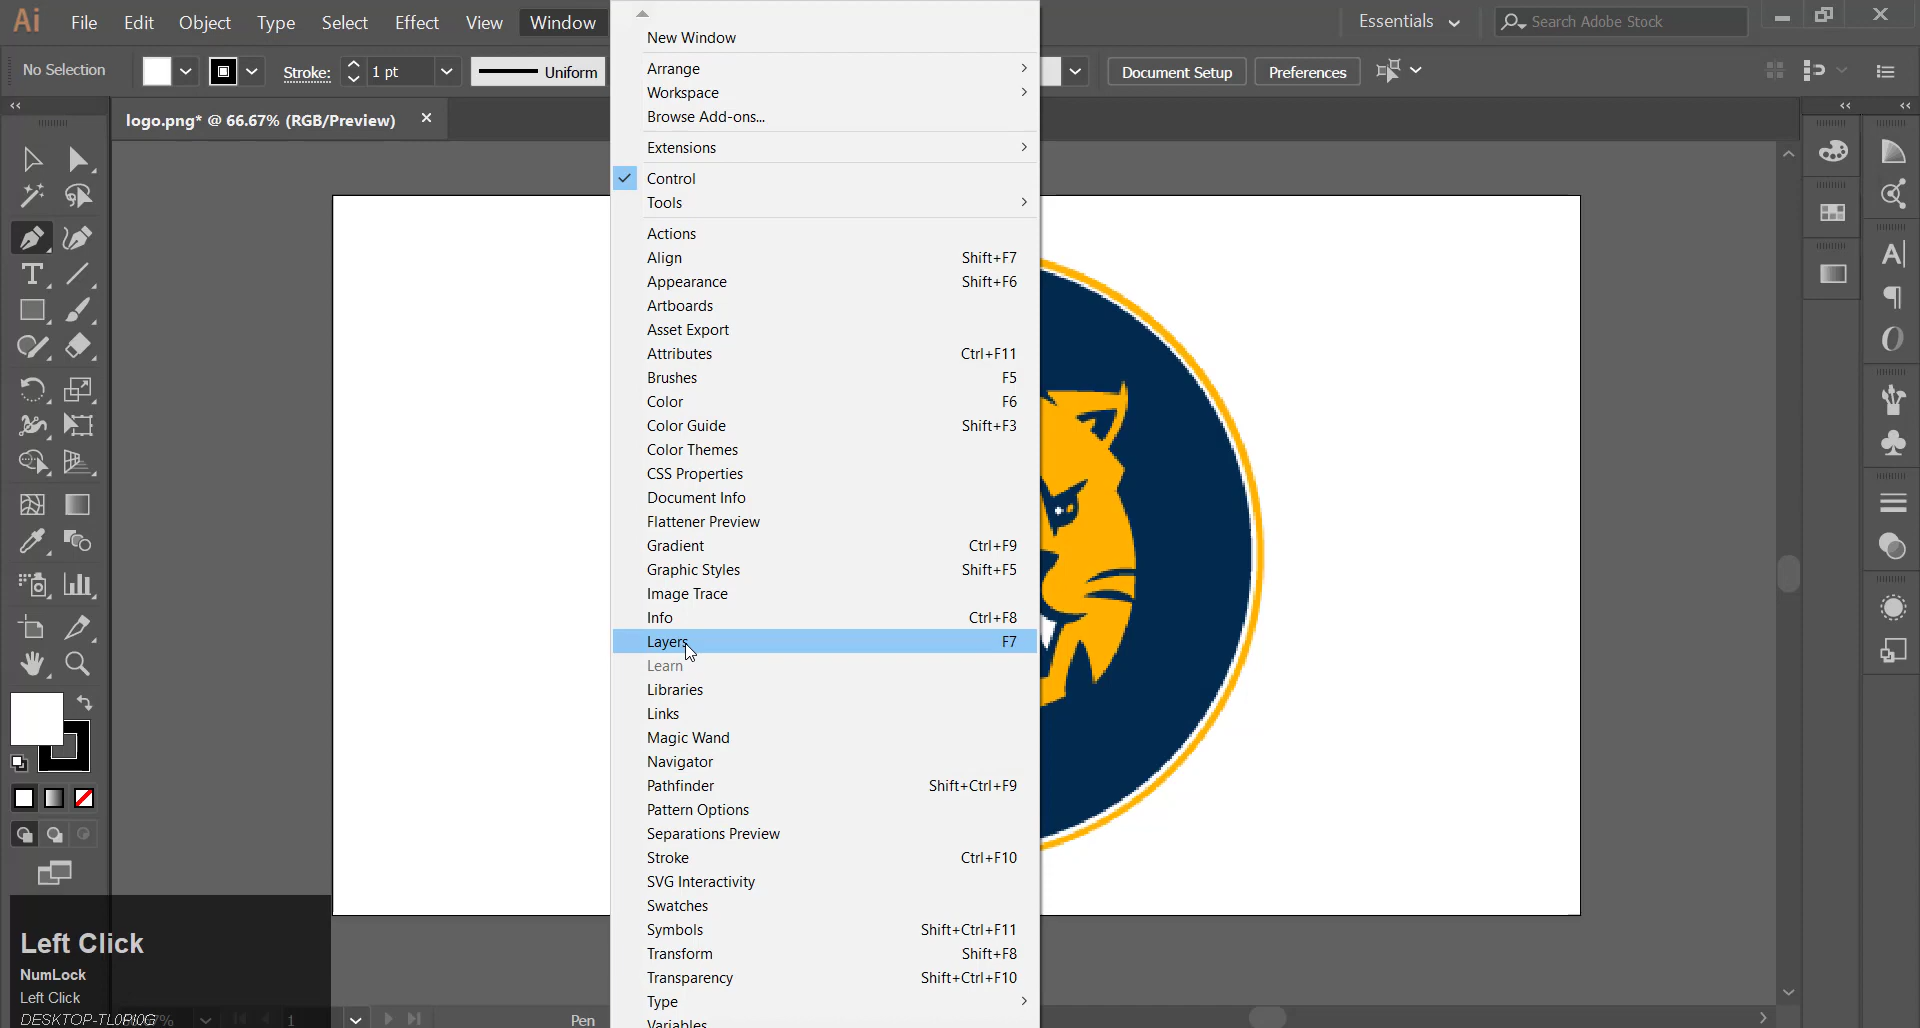 Ai File Edit Object Type Select Effect View Window Essentials Search Adobe Stock
No Selection Stroke: 1 pt Uniform Document Setup Preferences
logo.png* @ 66.67% (RGB/Preview)
New Window
Arrange
Workspace
Browse Add-ons...
Extensions
Control
Tools
Actions
Align Shift+F7
Appearance Shift+F6
Artboards
Asset Export
Attributes Ctrl+F11
Brushes F5
Color F6
Color Guide Shift+F3
Color Themes
CSS Properties
Document Info
Flattener Preview
Gradient Ctrl+F9
Graphic Styles Shift+F5
Image Trace
Info Ctrl+F8
Layers F7
Learn
Libraries
Links
Magic Wand
Navigator
Pathfinder Shift+Ctrl+F9
Pattern Options
Separations Preview
Stroke Ctrl+F10
SVG Interactivity
Swatches
Symbols Shift+Ctrl+F11
Transform Shift+F8
Transparency Shift+Ctrl+F10
Type
Variables
Left Click
NumLock
Left Click
1 Pen